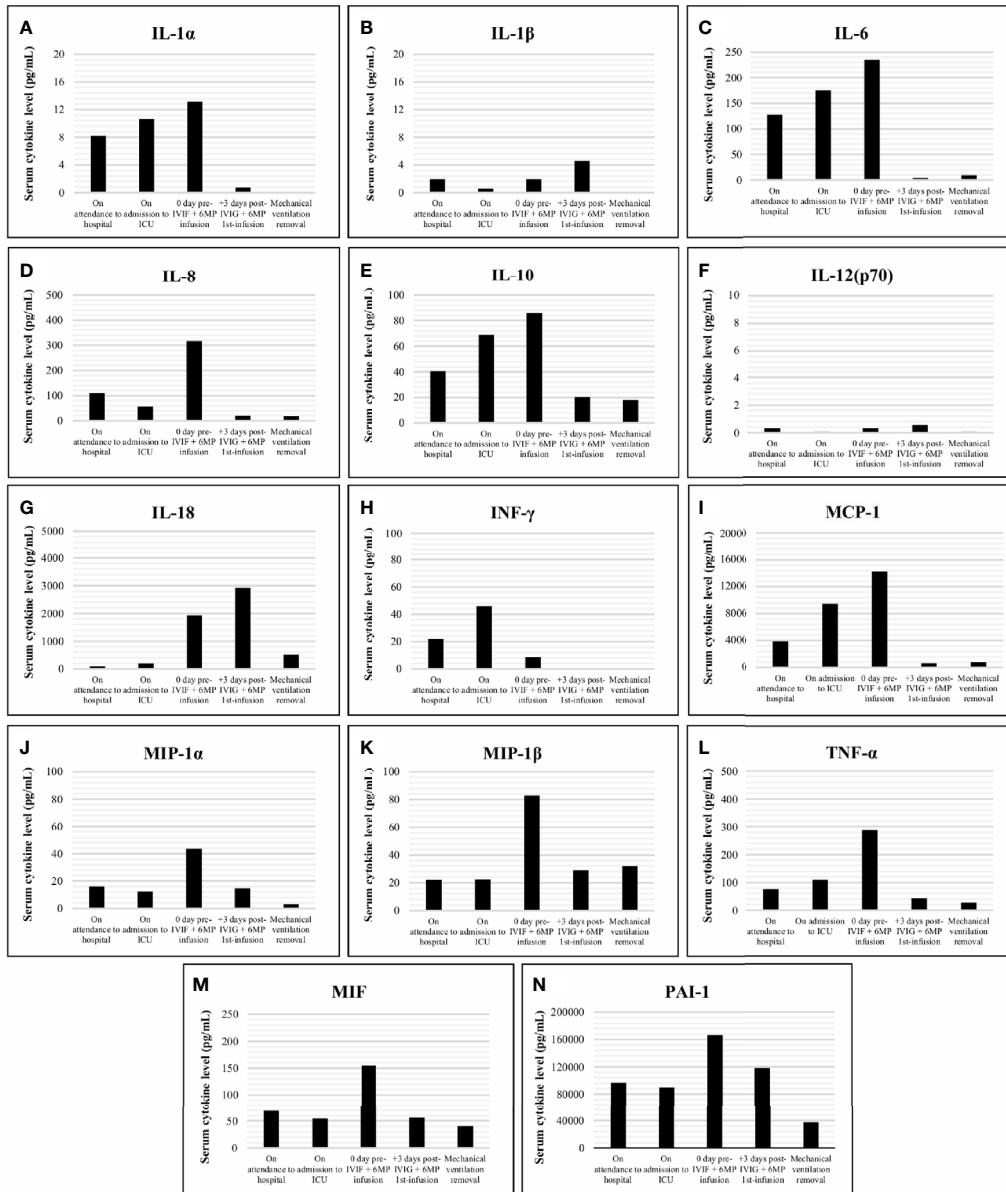 A
IL-1α
Serum cytokine level (pg/mL)
20
16
12
8
4
0
On On 0 day pre- +3 days post- Mechanical
attendance to admission to IVIF + 6MP IVIG + 6MP ventilation
hospital ICU infusion 1st-infusion removal
B
IL-1β
Serum cytokine level (pg/mL)
20
16
12
8
4
0
On On 0 day pre- +3 days post- Mechanical
attendance to admission to IVIF + 6MP IVIG + 6MP ventilation
hospital ICU infusion 1st-infusion removal
C
IL-6
Serum cytokine level (pg/mL)
250
200
150
100
50
0
On On 0 day pre- +3 days post- Mechanical
attendance to admission to IVIF + 6MP IVIG + 6MP ventilation
hospital ICU infusion 1st-infusion removal
D
IL-8
Serum cytokine level (pg/mL)
500
400
300
200
100
0
On On 0 day pre- +3 days post- Mechanical
attendance to admission to IVIF + 6MP IVIG + 6MP ventilation
hospital ICU infusion 1st-infusion removal
E
IL-10
Serum cytokine level (pg/mL)
100
80
60
40
20
0
On On 0 day pre- +3 days post- Mechanical
attendance to admission to IVIF + 6MP IVIG + 6MP ventilation
hospital ICU infusion 1st-infusion removal
F
IL-12(p70)
Serum cytokine level (pg/mL)
10
8
6
4
2
0
On On 0 day pre- +3 days post- Mechanical
attendance to admission to IVIF + 6MP IVIG + 6MP ventilation
hospital ICU infusion 1st-infusion removal
G
IL-18
Serum cytokine level (pg/mL)
5000
4000
3000
2000
1000
0
On On 0 day pre- +3 days post- Mechanical
attendance to admission to IVIF + 6MP IVIG + 6MP ventilation
hospital ICU infusion 1st-infusion removal
H
INF-γ
Serum cytokine level (pg/mL)
100
80
60
40
20
0
On On 0 day pre- +3 days post- Mechanical
attendance to admission to IVIF + 6MP IVIG + 6MP ventilation
hospital ICU infusion 1st-infusion removal
I
MCP-1
Serum cytokine level (pg/mL)
20000
16000
12000
8000
4000
0
On On admission 0 day pre- +3 days post- Mechanical
attendance to to ICU IVIF + 6MP IVIG + 6MP ventilation
hospital infusion 1st-infusion removal
J
MIP-1α
Serum cytokine level (pg/mL)
100
80
60
40
20
0
On On 0 day pre- +3 days post- Mechanical
attendance to admission to IVIF + 6MP IVIG + 6MP ventilation
hospital ICU infusion 1st-infusion removal
K
MIP-1β
Serum cytokine level (pg/mL)
100
80
60
40
20
0
On On 0 day pre- +3 days post- Mechanical
attendance to admission to IVIF + 6MP IVIG + 6MP ventilation
hospital ICU infusion 1st-infusion removal
L
TNF-α
Serum cytokine level (pg/mL)
500
400
300
200
100
0
On On admission 0 day pre- +3 days post- Mechanical
attendance to to ICU IVIF + 6MP IVIG + 6MP ventilation
hospital infusion 1st-infusion removal
M
MIF
Serum cytokine level (pg/mL)
250
200
150
100
50
0
On On 0 day pre- +3 days post- Mechanical
attendance to admission to IVIF + 6MP IVIG + 6MP ventilation
hospital ICU infusion 1st-infusion removal
N
PAI-1
Serum cytokine level (pg/mL)
200000
160000
120000
80000
40000
0
On On 0 day pre- +3 days post- Mechanical
attendance to admission to IVIF + 6MP IVIG + 6MP ventilation
hospital ICU infusion 1st-infusion removal